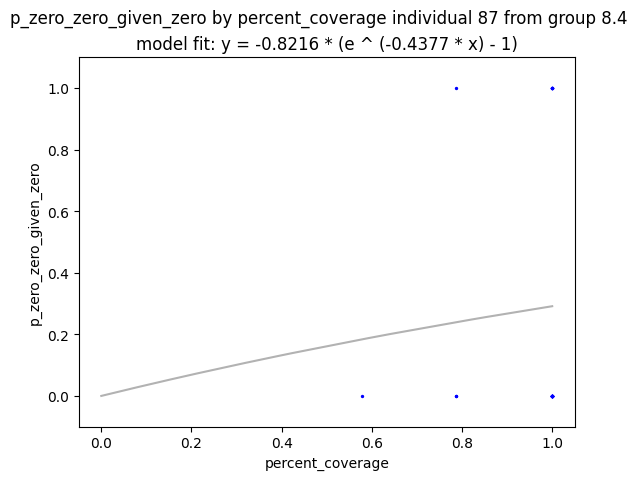 p_zero_zero_given_zero by percent_coverage individual 87 from group 8.4
model fit: y = -0.8216 * (e ^ (-0.4377 * x) - 1)
1.0
0.8
0.6
0.4
0.2
0.0
p_zero_zero_given_zero
0.0 0.2 0.4 0.6 0.8 1.0
percent_coverage